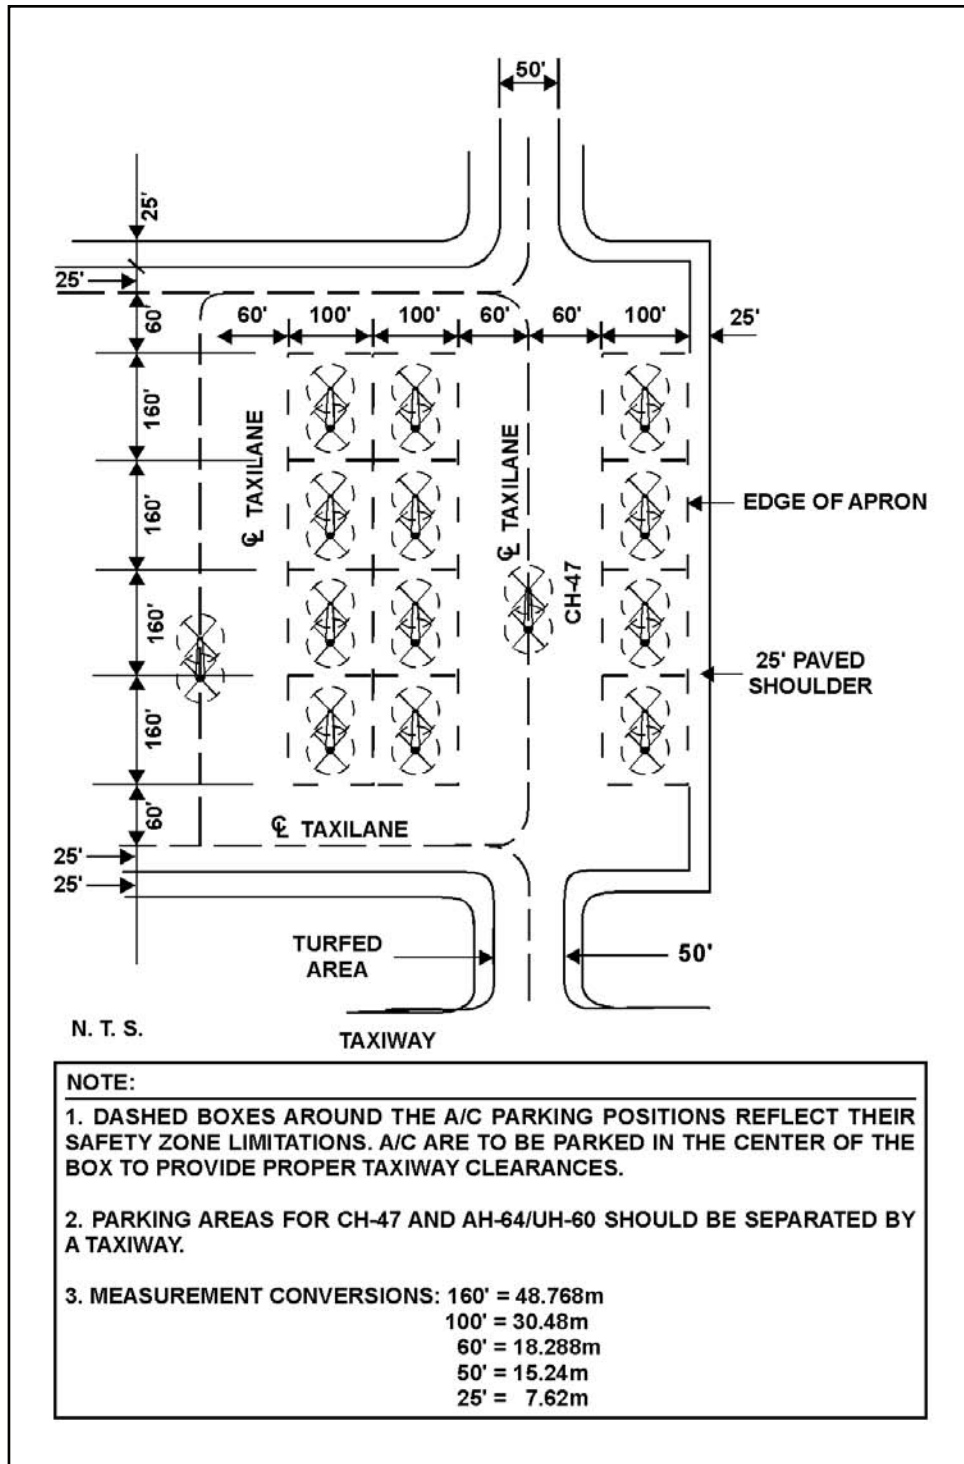 50'
25'
25'
60'
60'
100'
100'
60'
60'
100'
25'
160'
160'
160'
160'
60'
25'
25'
℄ TAXILANE
℄ TAXILANE
CH-47
EDGE OF APRON
25' PAVED
SHOULDER
℄ TAXILANE
TURFED
AREA
50'
N. T. S.
TAXIWAY
NOTE:
1. DASHED BOXES AROUND THE A/C PARKING POSITIONS REFLECT THEIR
SAFETY ZONE LIMITATIONS. A/C ARE TO BE PARKED IN THE CENTER OF THE
BOX TO PROVIDE PROPER TAXIWAY CLEARANCES.
2. PARKING AREAS FOR CH-47 AND AH-64/UH-60 SHOULD BE SEPARATED BY
A TAXIWAY.
3. MEASUREMENT CONVERSIONS: 160' = 48.768m
100' = 30.48m
60' = 18.288m
50' = 15.24m
25' = 7.62m